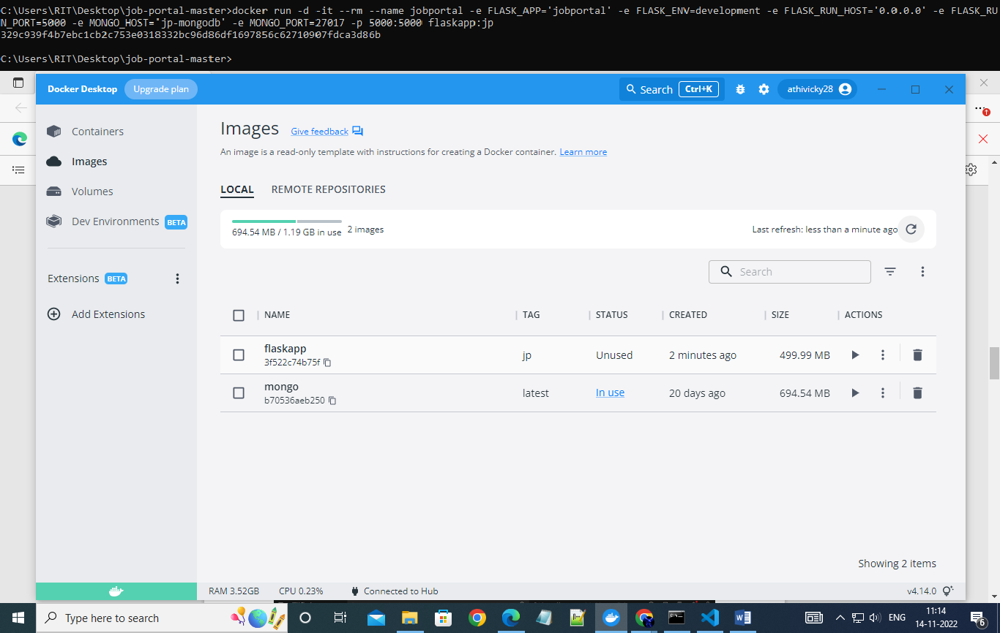 C:\Users\RIT\Desktop\job-portal-master>docker run -d -it --rm --name jobportal -e FLASK_APP='jobportal' -e FLASK_ENV=development -e FLASK_RUN_HOST='0.0.0.0' -e FLASK_RU
N_PORT=5000 -e MONGO_HOST='jp-mongodb' -e MONGO_PORT=27017 -p 5000:5000 flaskapp:jp
329c939f4b7ebc1cb2c753e0318332bc96d86df1697856c62710907fdca3d86b
C:\Users\RIT\Desktop\job-portal-master>
Docker Desktop Upgrade plan Search Ctrl+K athivicky28
Containers
Images
Volumes
Dev Environments BETA
Extensions BETA
Add Extensions
Images Give feedback
An image is a read-only template with instructions for creating a Docker container. Learn more
LOCAL REMOTE REPOSITORIES
694.54 MB / 1.19 GB in use 2 images Last refresh: less than a minute ago
Search
NAME TAG STATUS CREATED SIZE ACTIONS
flaskapp jp Unused 2 minutes ago 499.99 MB
3f522c74b75f
mongo latest In use 20 days ago 694.54 MB
b70536aeb250
Showing 2 items
RAM 3.52GB CPU 0.23% Connected to Hub v4.14.0
Type here to search
ENG
11:14
14-11-2022
6